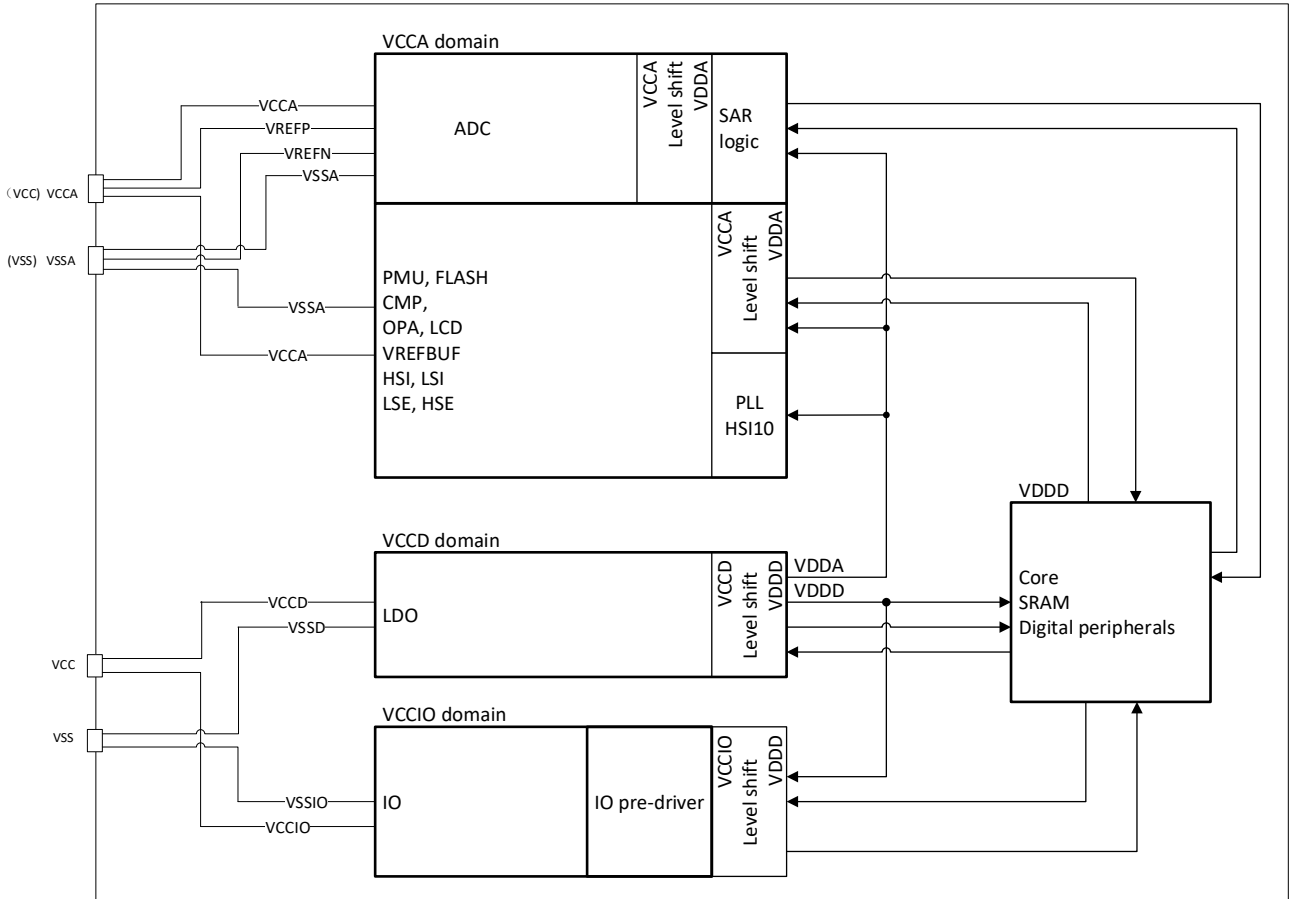 VCCA domain
VCCA
VREFP
VREFN
VSSA
ADC
VCCA
Level shift
VDDA
SAR
logic
（VCC) VCCA
(VSS) VSSA
VSSA
VCCA
PMU, FLASH
CMP,
OPA, LCD
VREFBUF
HSI, LSI
LSE, HSE
VCCA
Level shift
VDDA
PLL
HSI10
VDDD
Core
SRAM
Digital peripherals
VCCD domain
VCCD
VSSD
LDO
VCCD
Level shift
VDDD
VDDA
VDDD
VCC
VSS
VCCIO domain
VSSIO
VCCIO
IO
IO pre-driver
VCCIO
Level shift
VDDD